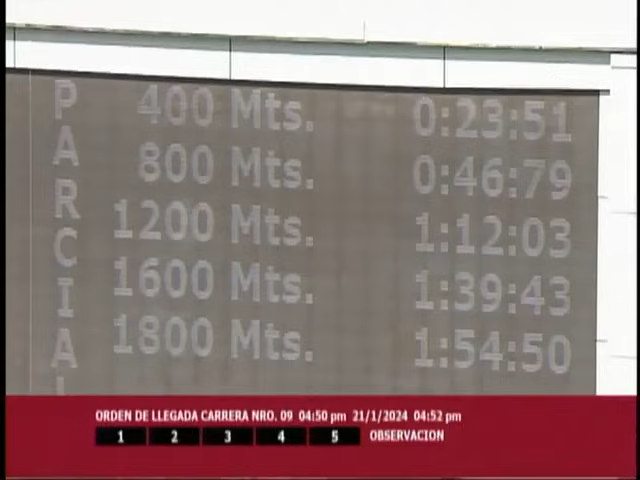 PARCIAL
400 Mts. 0:23:51
800 Mts. 0:46:79
1200 Mts. 1:12:03
1600 Mts. 1:39:43
1800 Mts. 1:54:50
ORDEN DE LLEGADA CARRERA NRO. 09 04:50 pm 21/1/2024 04:52 pm
1 2 3 4 5 OBSERVACION